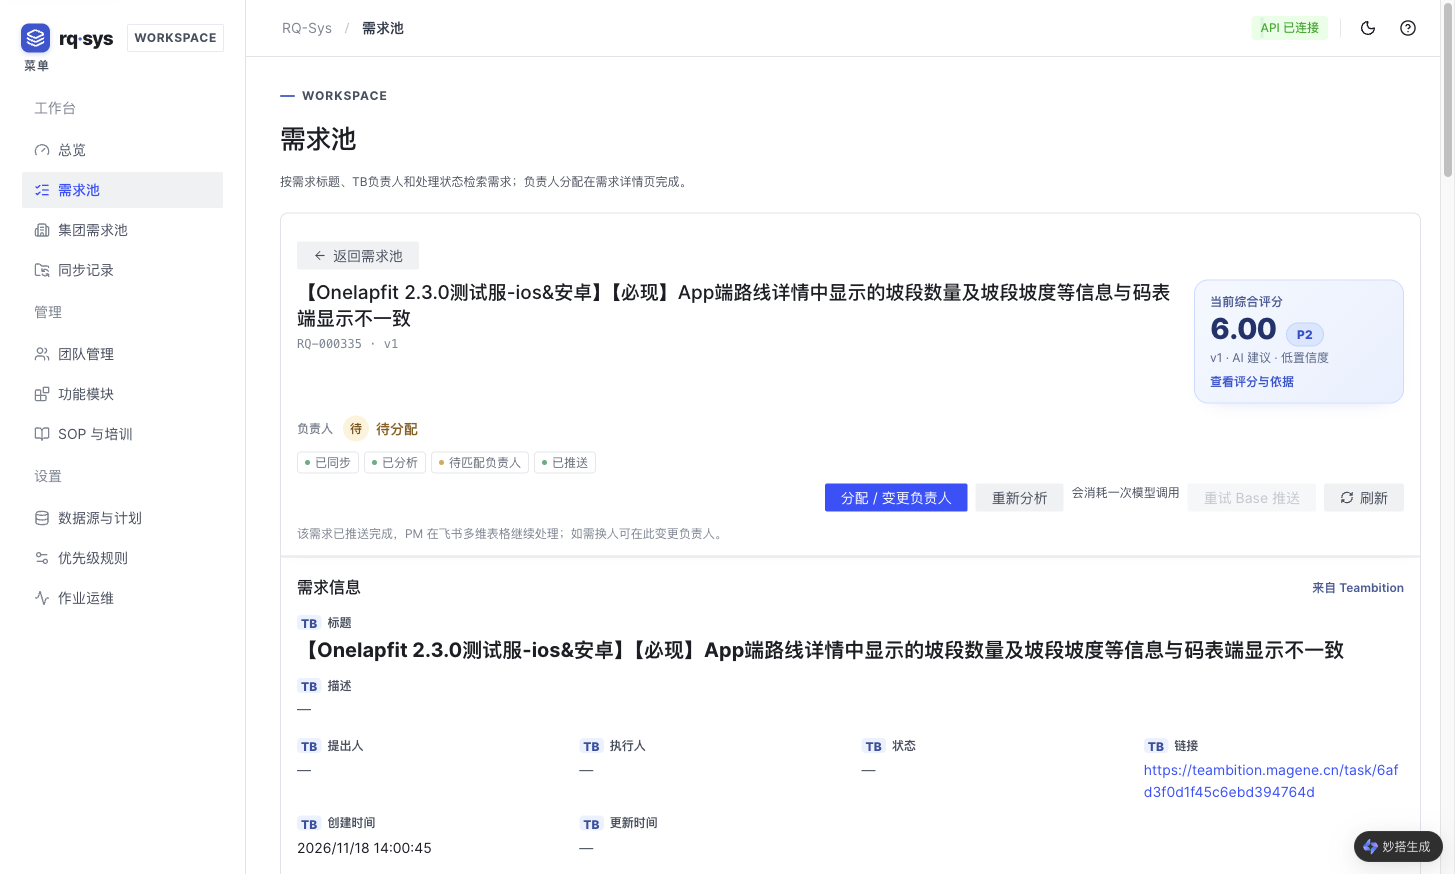 rq·sys WORKSPACE
菜单
工作台
总览
需求池
集团需求池
同步记录
管理
团队管理
功能模块
SOP 与培训
设置
数据源与计划
优先级规则
作业运维
RQ-Sys / 需求池
API 已连接
WORKSPACE
需求池
按需求标题、TB负责人和处理状态检索需求；负责人分配在需求详情页完成。
← 返回需求池
【Onelapfit 2.3.0测试服-ios&安卓】【必现】App端路线详情中显示的坡段数量及坡段坡度等信息与码表
端显示不一致
RQ-000335 · v1
当前综合评分
6.00 P2
v1 · AI 建议 · 低置信度
查看评分与依据
负责人 待 待分配
已同步 已分析 待匹配负责人 已推送
分配 / 变更负责人 重新分析 会消耗一次模型调用 重试 Base 推送 刷新
该需求已推送完成，PM 在飞书多维表格继续处理；如需换人可在此变更负责人。
需求信息 来自 Teambition
TB 标题
【Onelapfit 2.3.0测试服-ios&安卓】【必现】App端路线详情中显示的坡段数量及坡段坡度等信息与码表端显示不一致
TB 描述
—
TB 提出人 TB 执行人 TB 状态 TB 链接
— — — https://teambition.magene.cn/task/6af
d3f0d1f45c6ebd394764d
TB 创建时间 TB 更新时间
2026/11/18 14:00:45 —
妙搭生成